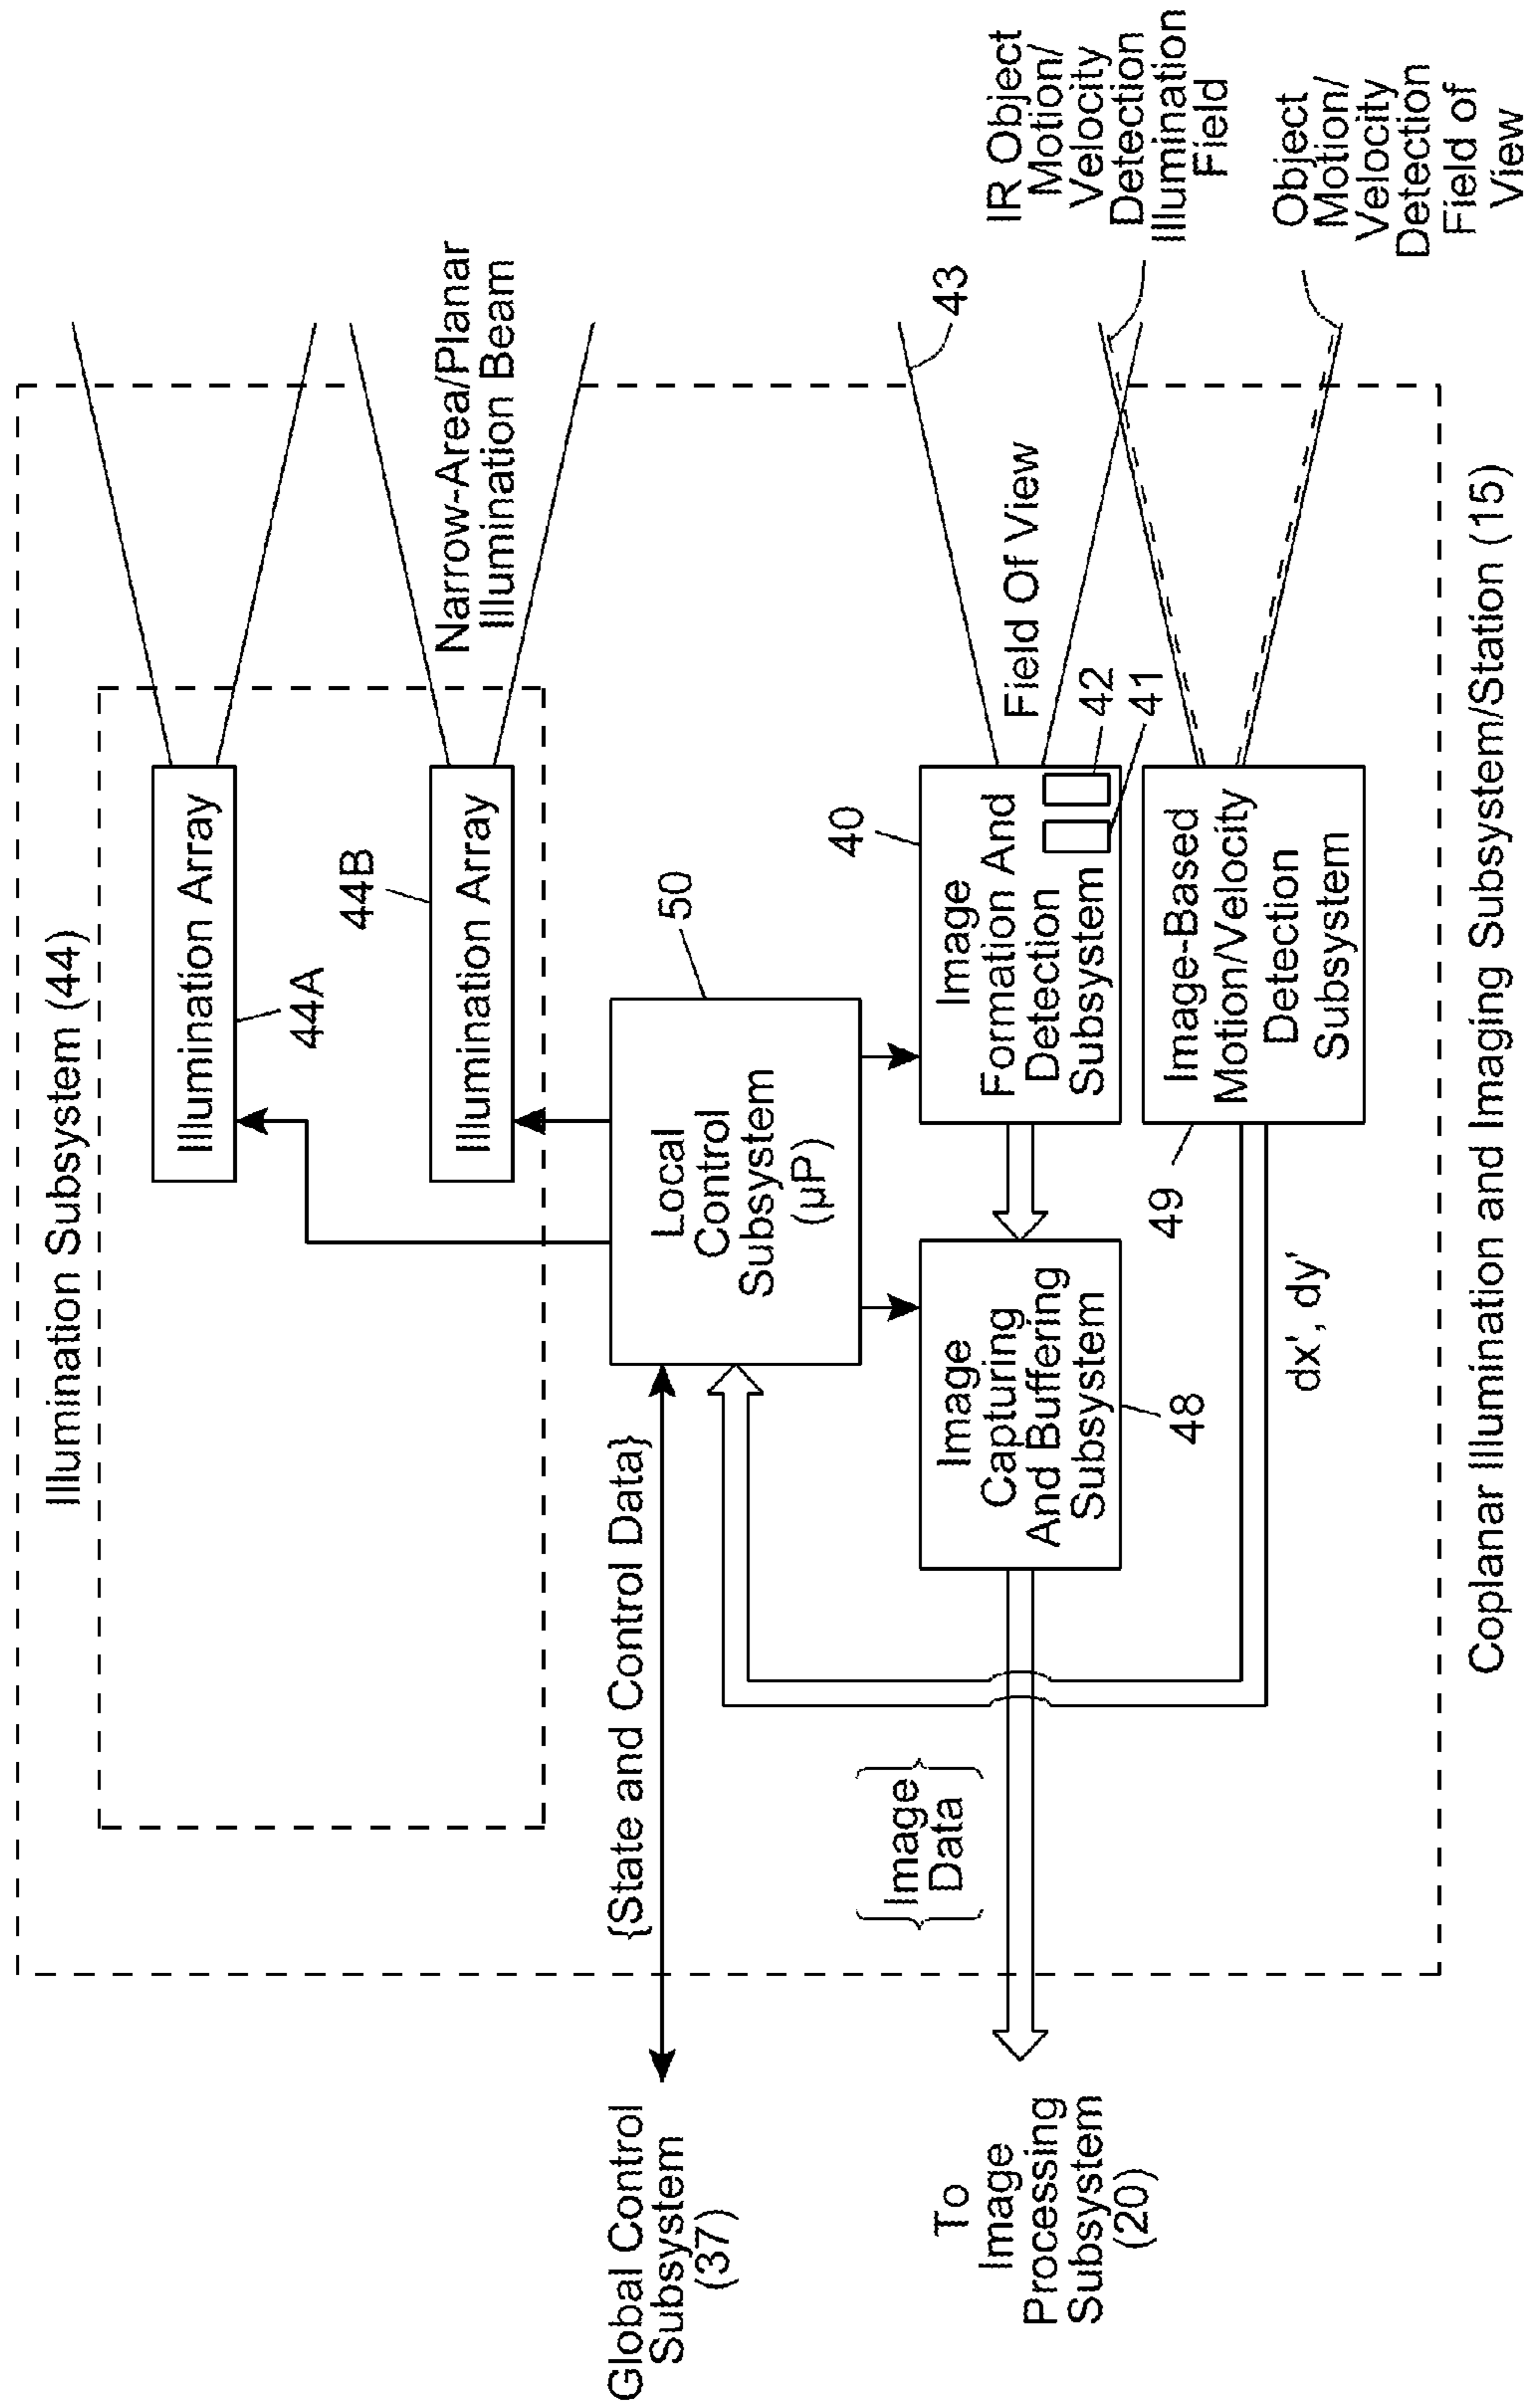 Illumination Subsystem (44)
Illumination Array
44A
44B
Illumination Array
Narrow-Area/Planar
Illumination Beam
{State and Control Data}
Global Control
Subsystem
(37)
Local
Control
Subsystem
(µP)
50
40
Image
Formation And
Detection
Subsystem
42
41
Field Of View
43
IR Object
Motion/
Velocity
Detection
Illumination
Field
Image
Capturing
And Buffering
Subsystem
48
{Image
Data}
To
Image
Processing
Subsystem
(20)
49
Image-Based
Motion/Velocity
Detection
Subsystem
Object
Motion/
Velocity
Detection
Field of
View
dx', dy'
Coplanar Illumination and Imaging Subsystem/Station (15)